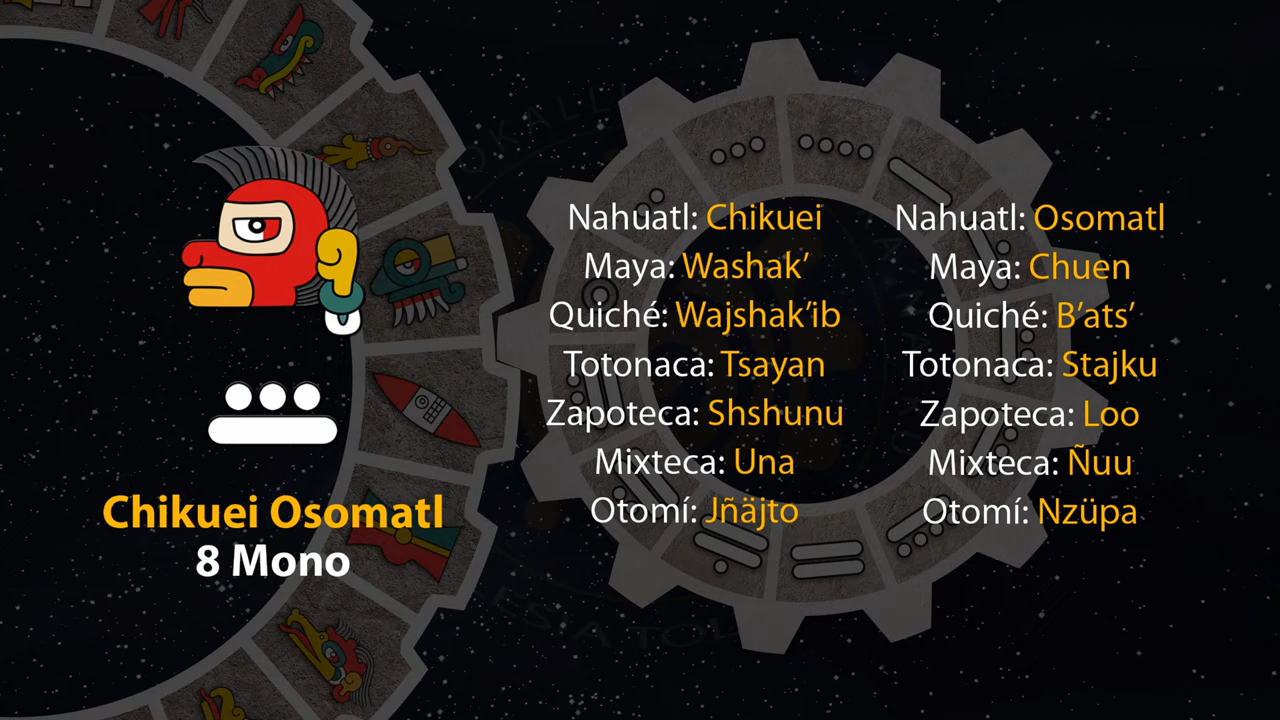 Chikuei Osomatl
8 Mono
Nahuatl: Chikuei
Maya: Washak’
Quiché: Wajshak’ib
Totonaca: Tsayan
Zapoteca: Shshunu
Mixteca: Una
Otomí: Jñäjto
Nahuatl: Osomatl
Maya: Chuen
Quiché: B’ats’
Totonaca: Stajku
Zapoteca: Loo
Mixteca: Ñuu
Otomí: Nzüpa